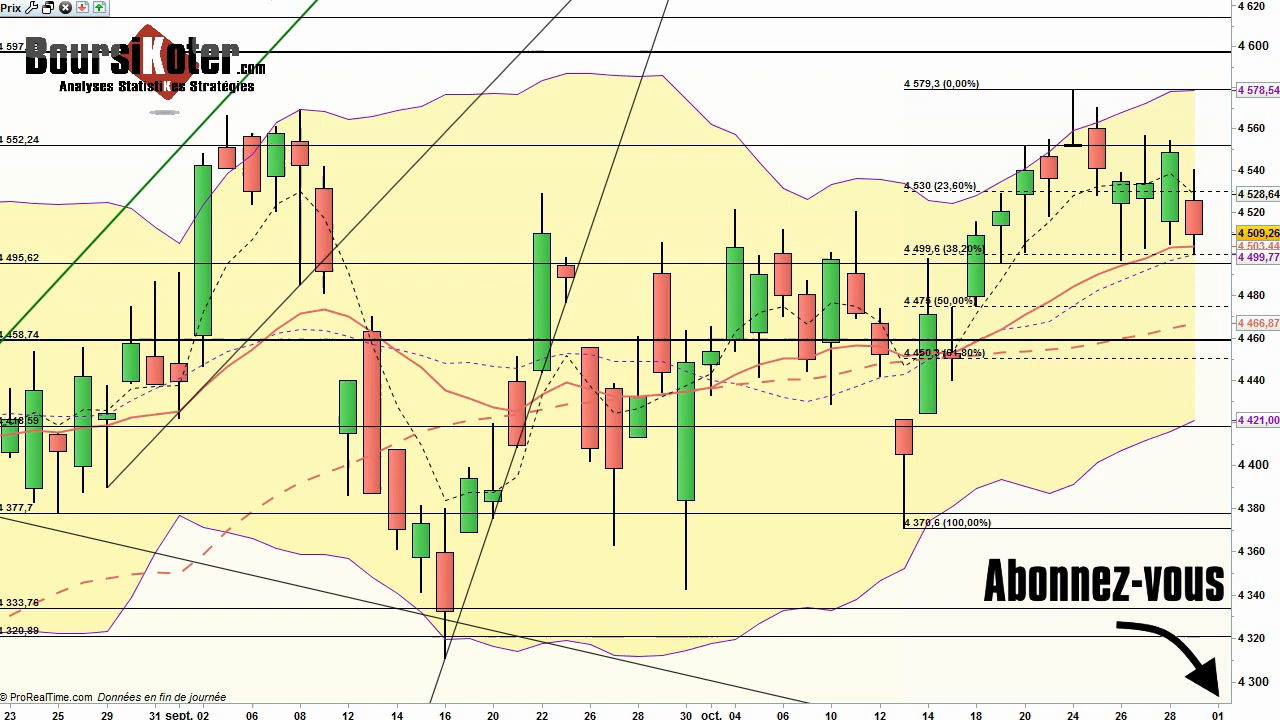 Prix
BoursiKoter.com
Analyses StatistiKes Stratégies
4 552,24
4 495,62
4 458,74
4 418,59
4 377,7
4 333,76
4 320,89
4 579,3 (0,00%)
4 530 (23,60%)
4 499,6 (38,20%)
4 475 (50,00%)
4 450,3 (61,80%)
4 370,6 (100,00%)
4 620
4 600
4 578,54
4 560
4 540
4 528,64
4 520
4 509,26
4 503,44
4 499,77
4 480
4 466,87
4 460
4 440
4 421,00
4 400
4 380
4 360
4 340
4 320
4 300
Abonnez-vous
© ProRealTime.com Données en fin de journée
23 25 29 31 sept. 02 06 08 12 14 16 20 22 26 28 30 oct. 04 06 10 12 14 18 20 24 26 28 01